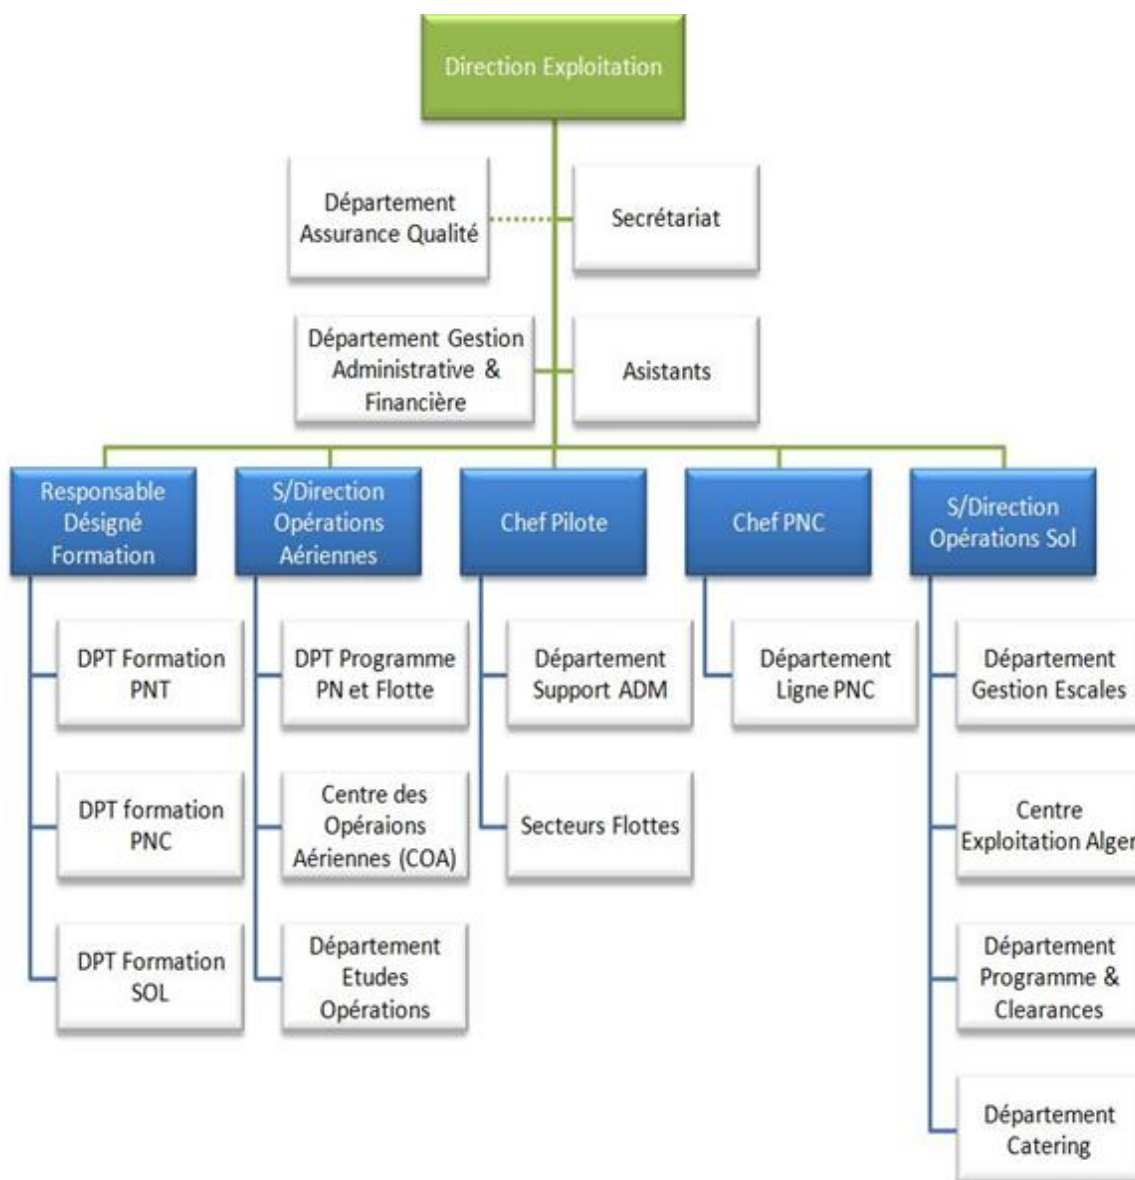 Direction Exploitation
Département
Assurance Qualité
Secrétariat
Département Gestion
Administrative &
Financière
Asistants
Responsable
Désigné
Formation
S/Direction
Opérations
Aériennes
Chef Pilote
Chef PNC
S/Direction
Opérations Sol
DPT Formation
PNT
DPT Programme
PN et Flotte
Département
Support ADM
Département
Ligne PNC
Département
Gestion Escales
DPT formation
PNC
Centre des
Opéraions
Aériennes (COA)
Secteurs Flottes
Centre
Exploitation Alger
DPT Formation
SOL
Département
Etudes
Opérations
Département
Programme &
Clearances
Département
Catering